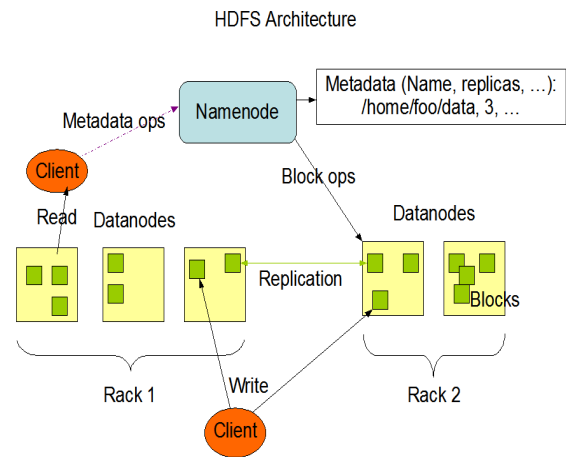 HDFS Architecture
Metadata (Name, replicas, …):
/home/foo/data, 3, …
Namenode
Metadata ops
Client
Block ops
Read
Datanodes
Datanodes
Replication
Blocks
Write
Rack 1
Rack 2
Client